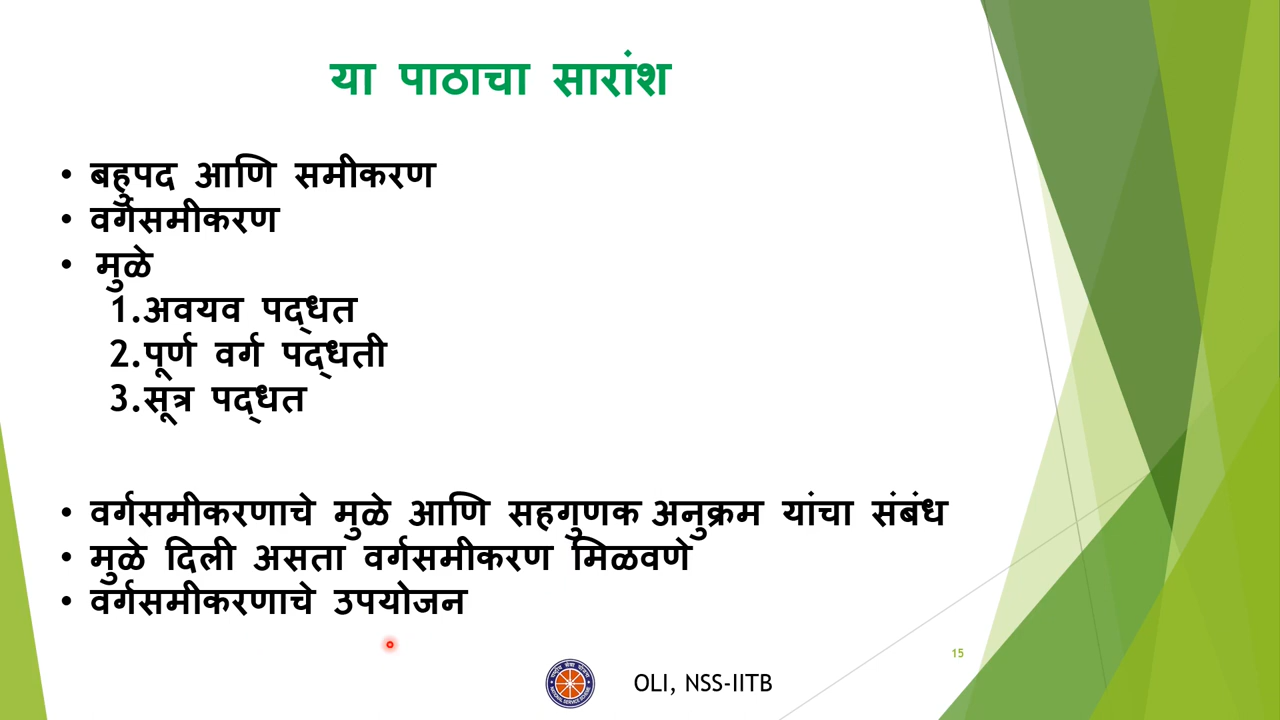 या पाठाचा सारांश
• बहुपद आणि समीकरण
• वर्गसमीकरण
• मुळे
1.अवयव पद्धत
2.पूर्ण वर्ग पद्धती
3.सूत्र पद्धत
• वर्गसमीकरणाचे मुळे आणि सहगुणक अनुक्रम यांचा संबंध
• मुळे दिली असता वर्गसमीकरण मिळवणे
• वर्गसमीकरणाचे उपयोजन
15
OLI, NSS-IITB